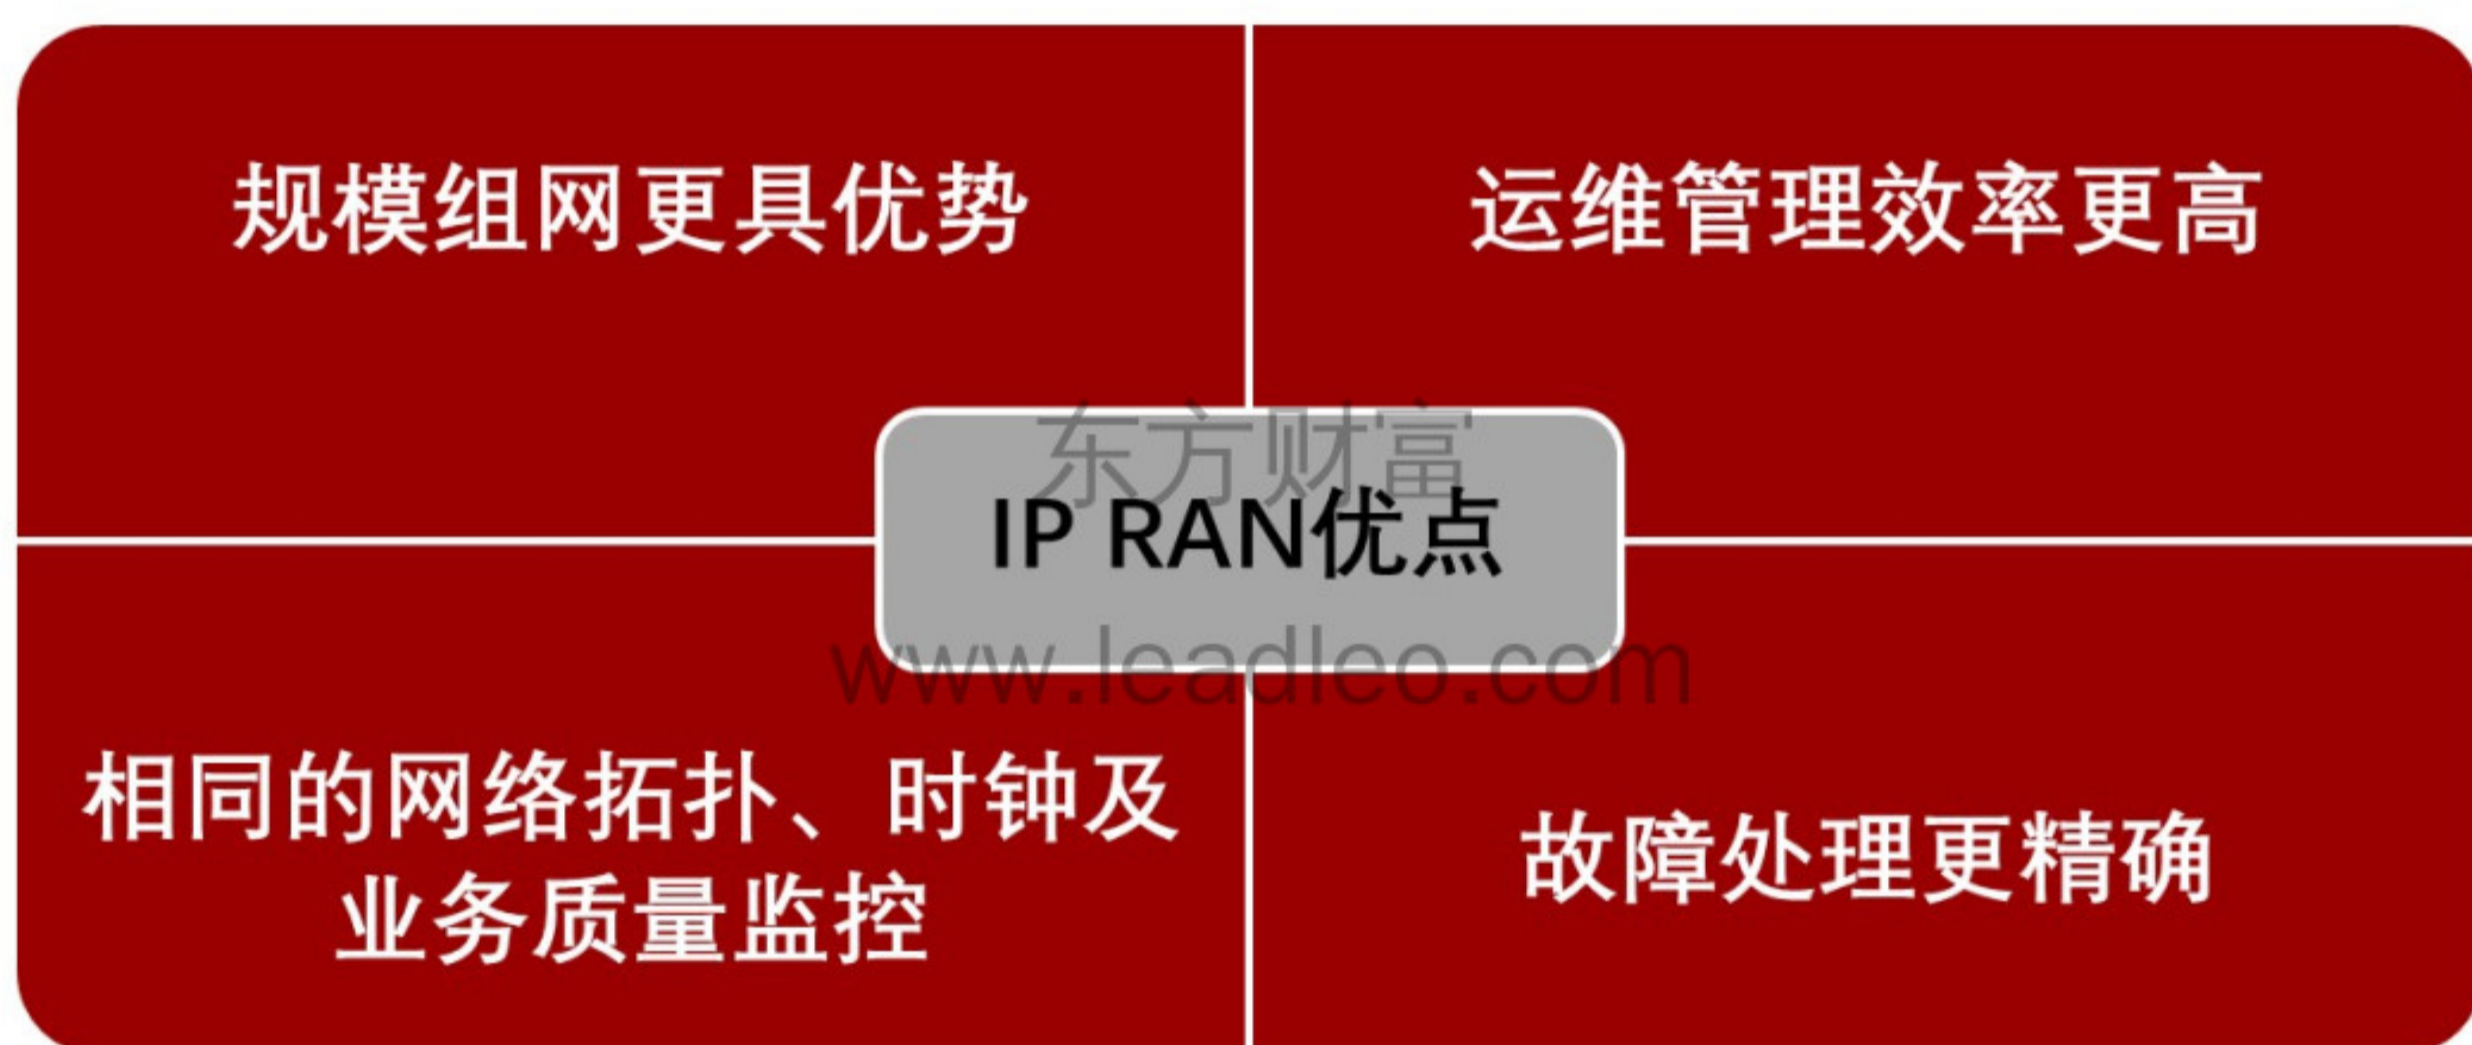 规模组网更具优势
运维管理效率更高
东方财富
IP RAN优点
www.leadleo.com
相同的网络拓扑、时钟及
业务质量监控
故障处理更精确